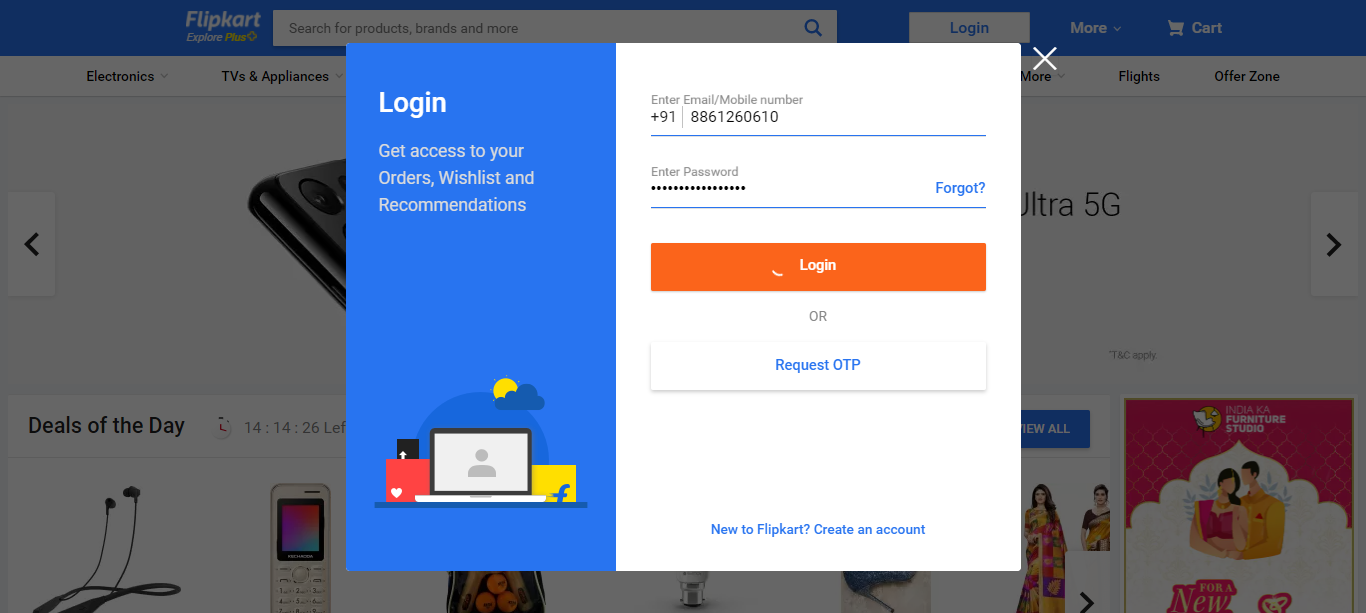 Flipkart
Explore Plus
Search for products, brands and more
Login
More
Cart
Electronics
TVs & Appliances
More
Flights
Offer Zone
Login
Get access to your
Orders, Wishlist and
Recommendations
Enter Email/Mobile number
+91 8861260610
Enter Password
•••••••••••••••••
Forgot?
Login
OR
Request OTP
New to Flipkart? Create an account
Ultra 5G
*T&C apply.
Deals of the Day
14 : 14 : 26 Lef
VIEW ALL
INDIA KA
FURNITURE
STUDIO
FOR A
New